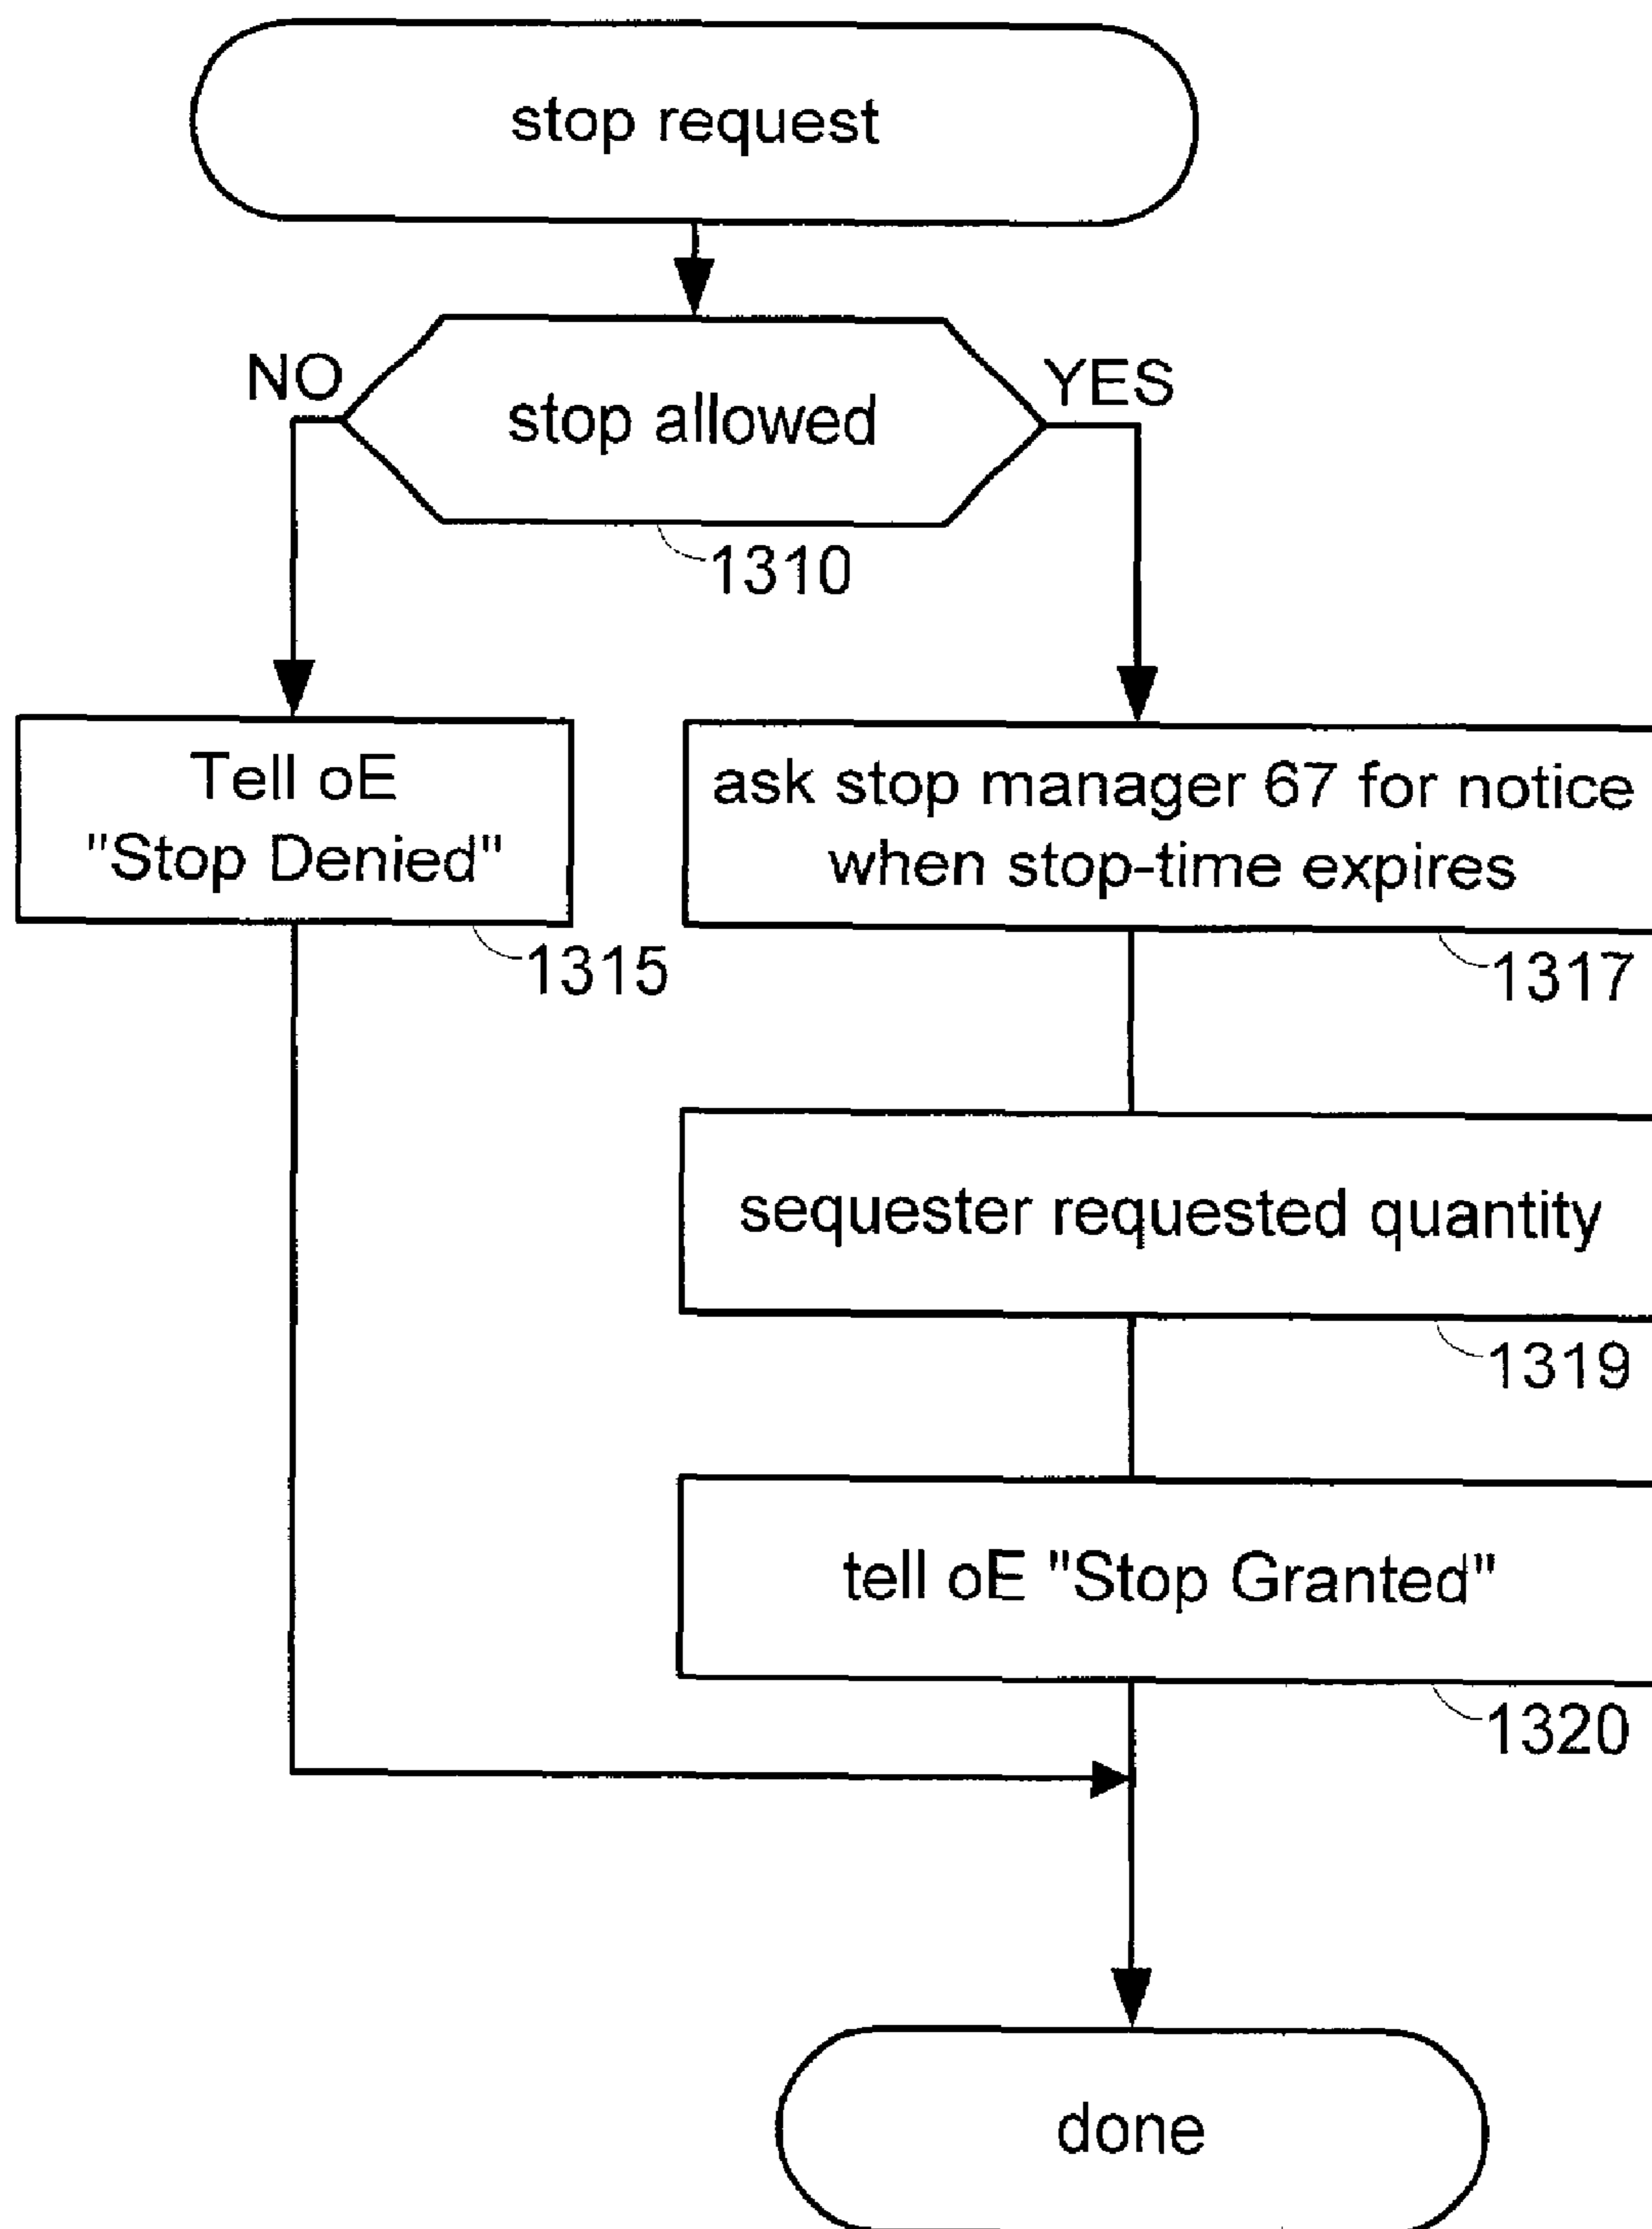 stop request
NO
YES
stop allowed
1310
Tell oE
"Stop Denied"
1315
ask stop manager 67 for notice
when stop-time expires
1317
sequester requested quantity
1319
tell oE "Stop Granted"
1320
done